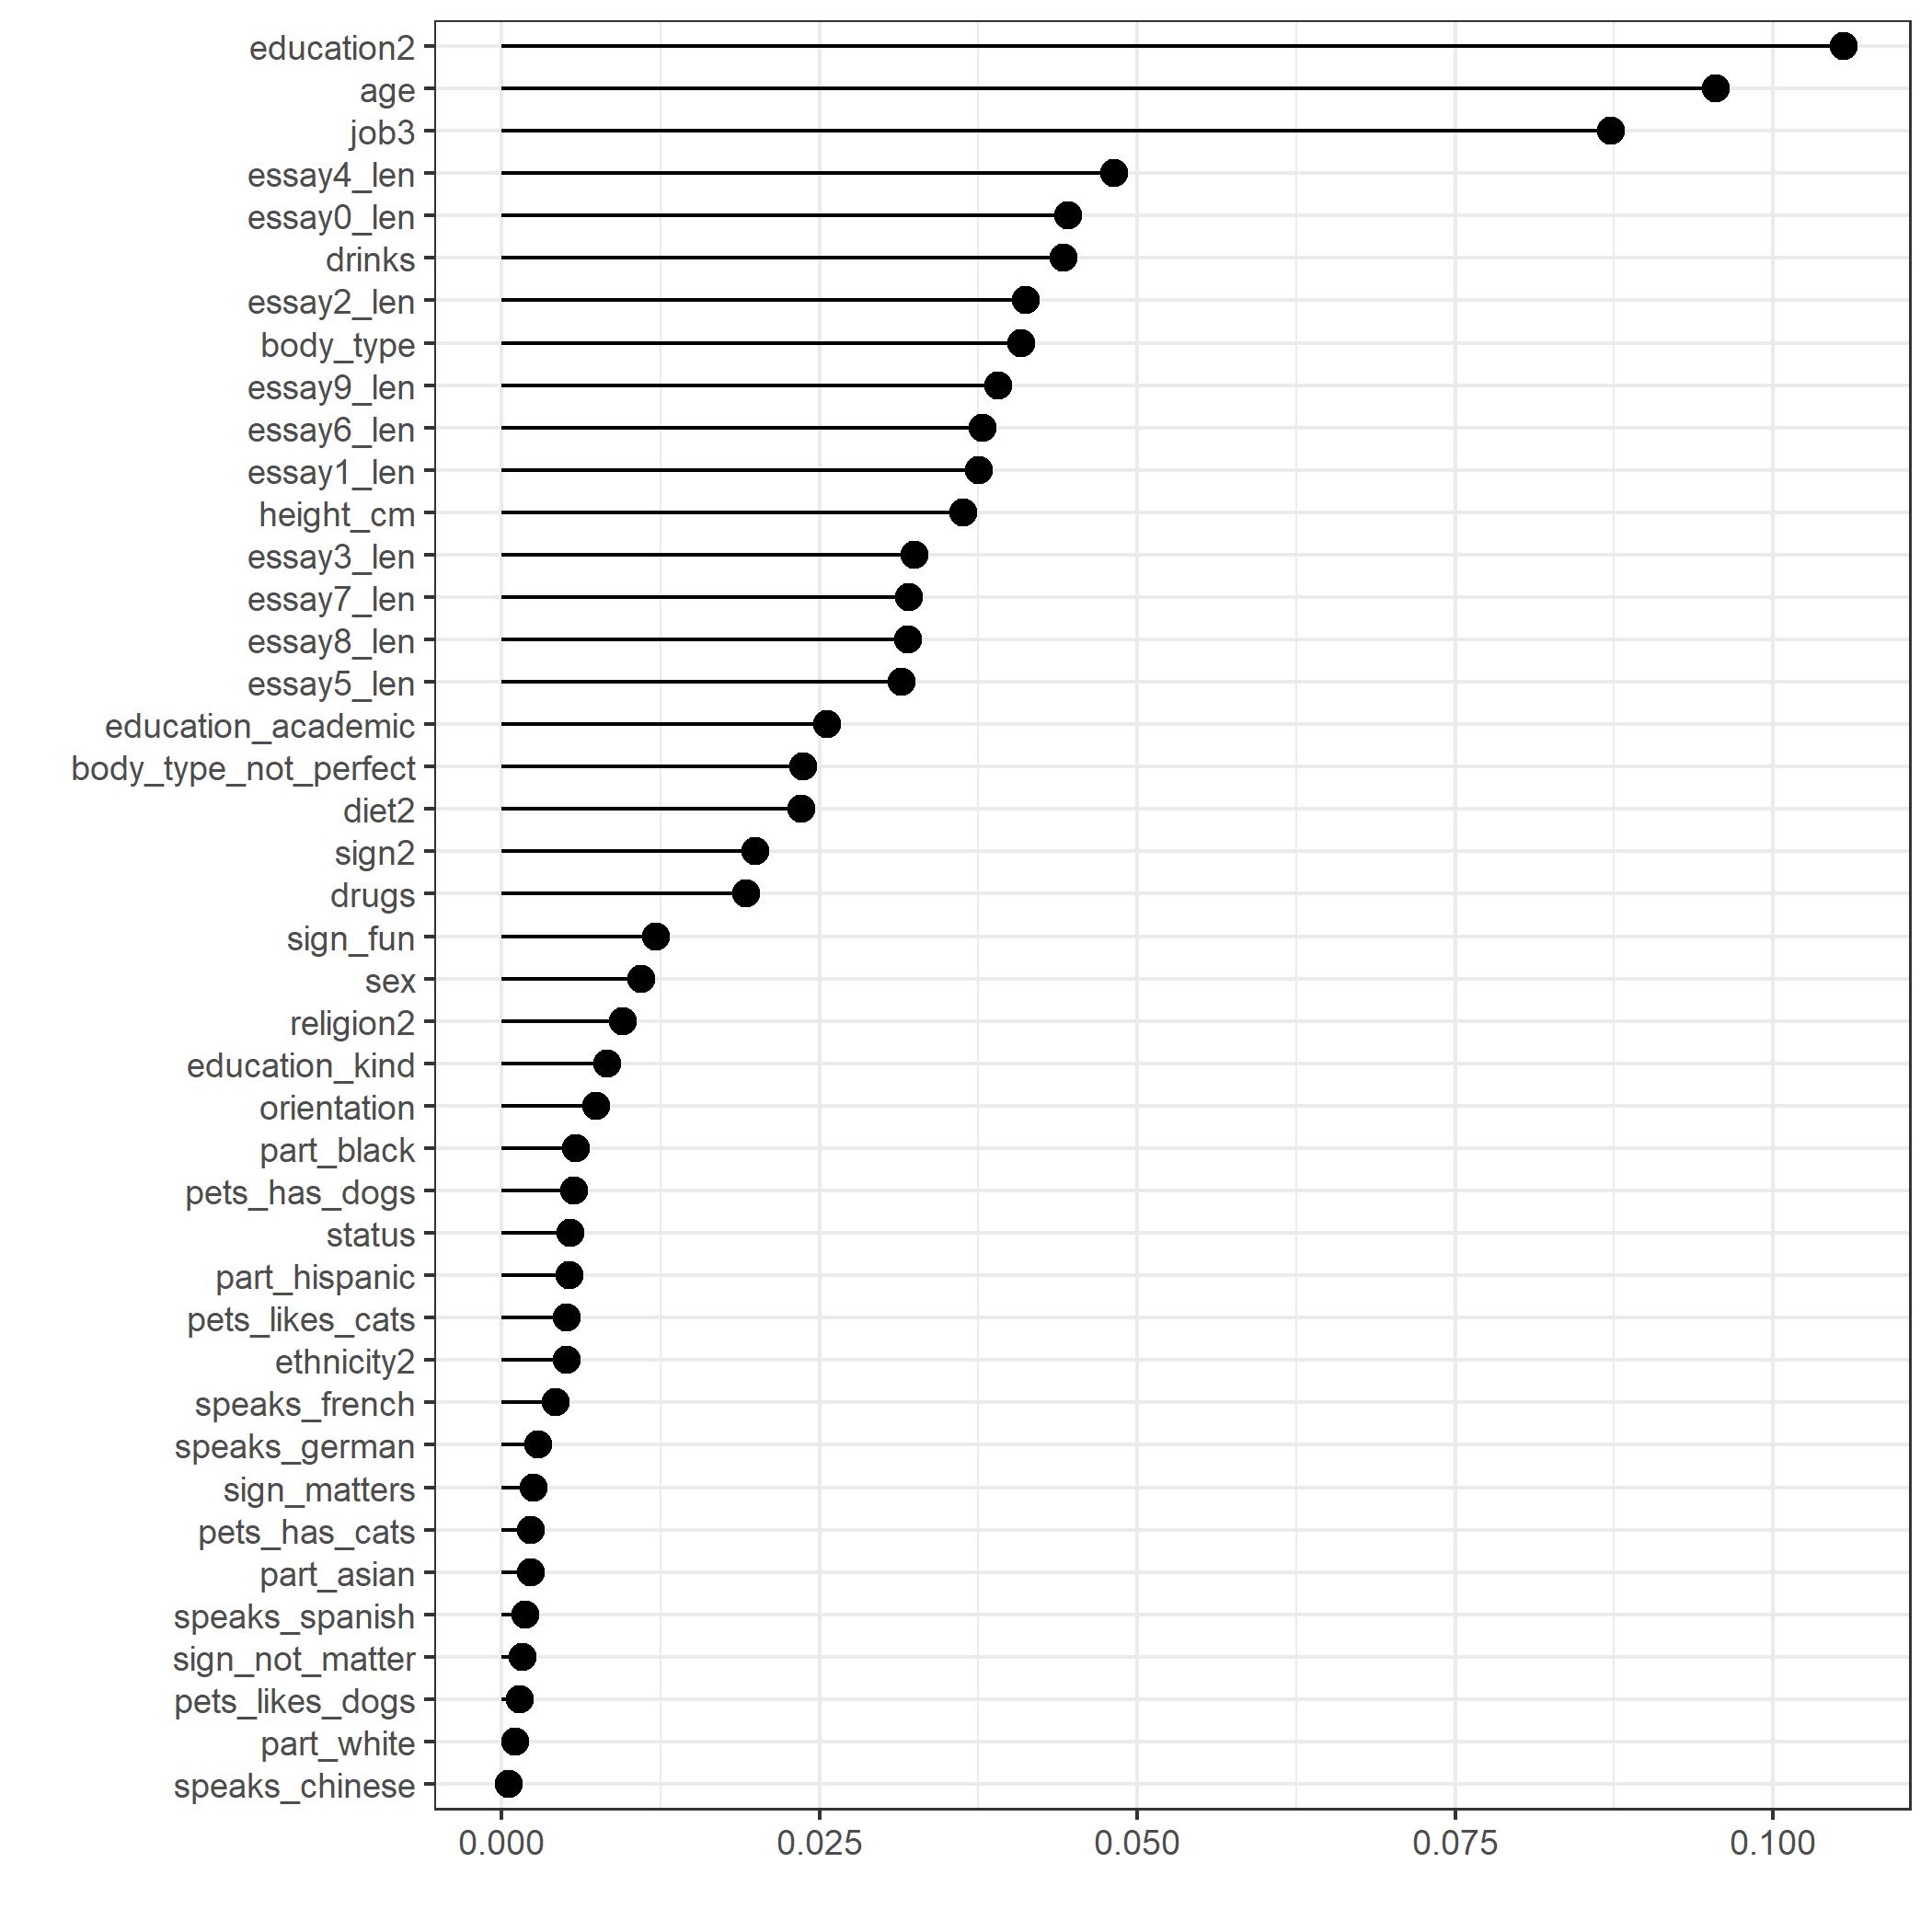 education2
age
job3
essay4_len
essay0_len
drinks
essay2_len
body_type
essay9_len
essay6_len
essay1_len
height_cm
essay3_len
essay7_len
essay8_len
essay5_len
education_academic
body_type_not_perfect
diet2
sign2
drugs
sign_fun
sex
religion2
education_kind
orientation
part_black
pets_has_dogs
status
part_hispanic
pets_likes_cats
ethnicity2
speaks_french
speaks_german
sign_matters
pets_has_cats
part_asian
speaks_spanish
sign_not_matter
pets_likes_dogs
part_white
speaks_chinese
0.000 0.025 0.050 0.075 0.100